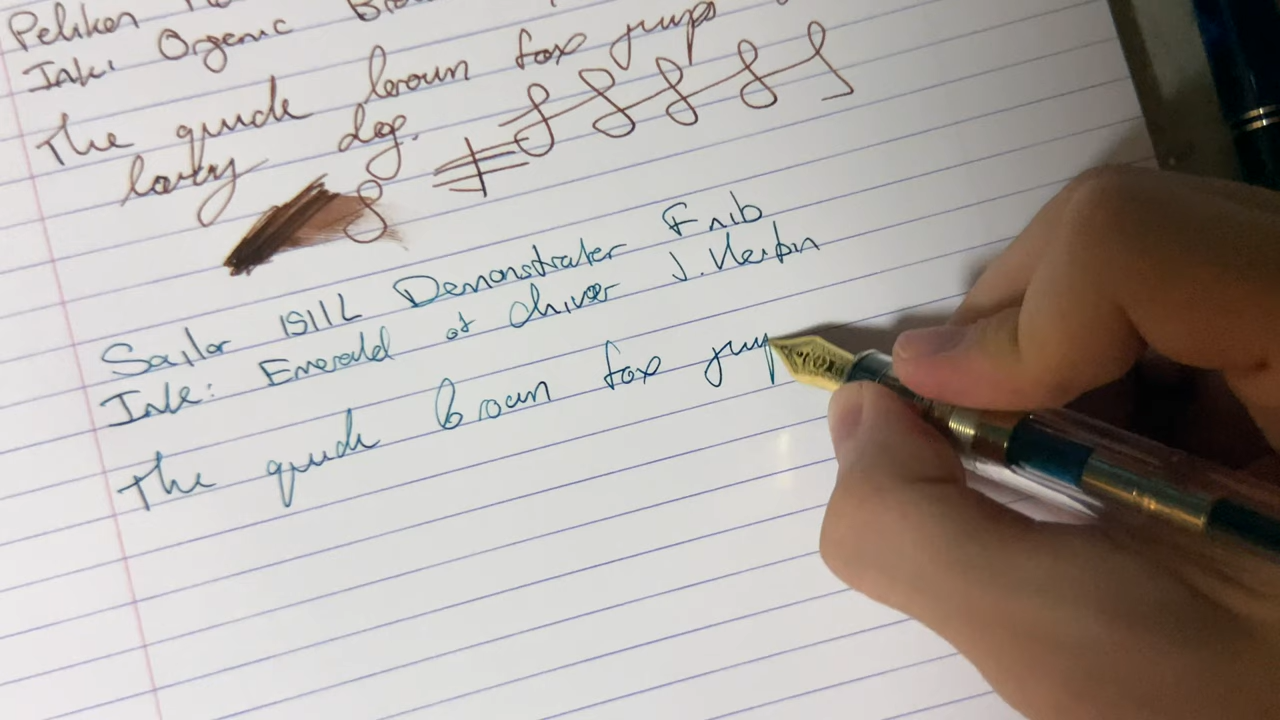 Pelikan
Ink: Organic
The quick brown fox jumps
lazy dog.
Sailor 1911L Demonstrater F nib
Ink: Emerald of chivor J. Herbin
The quick brown fox jump